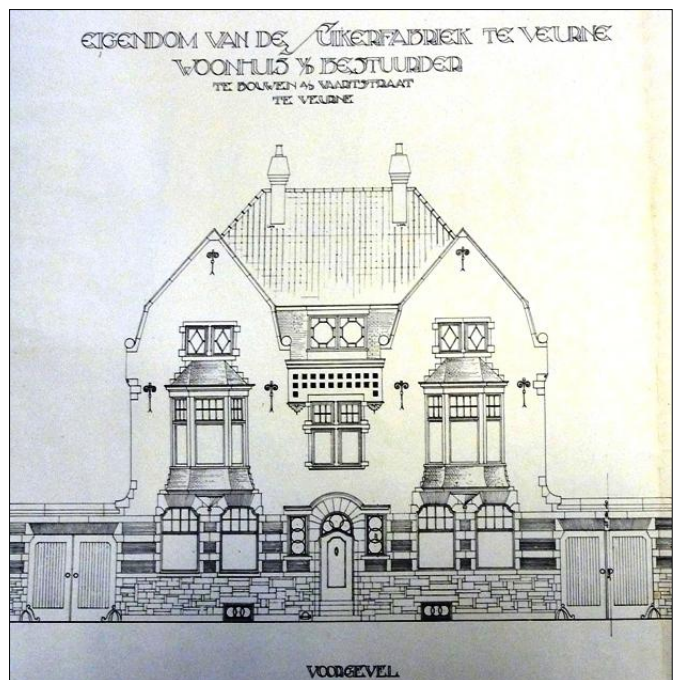 EIGENDOM VAN DE SUIKERFABRIEK TE VEURNE
WOONHUIS V/D BESTUURDER
TE BOUWEN A/D VAARTSTRAAT
TE VEURNE
VOORGEVEL